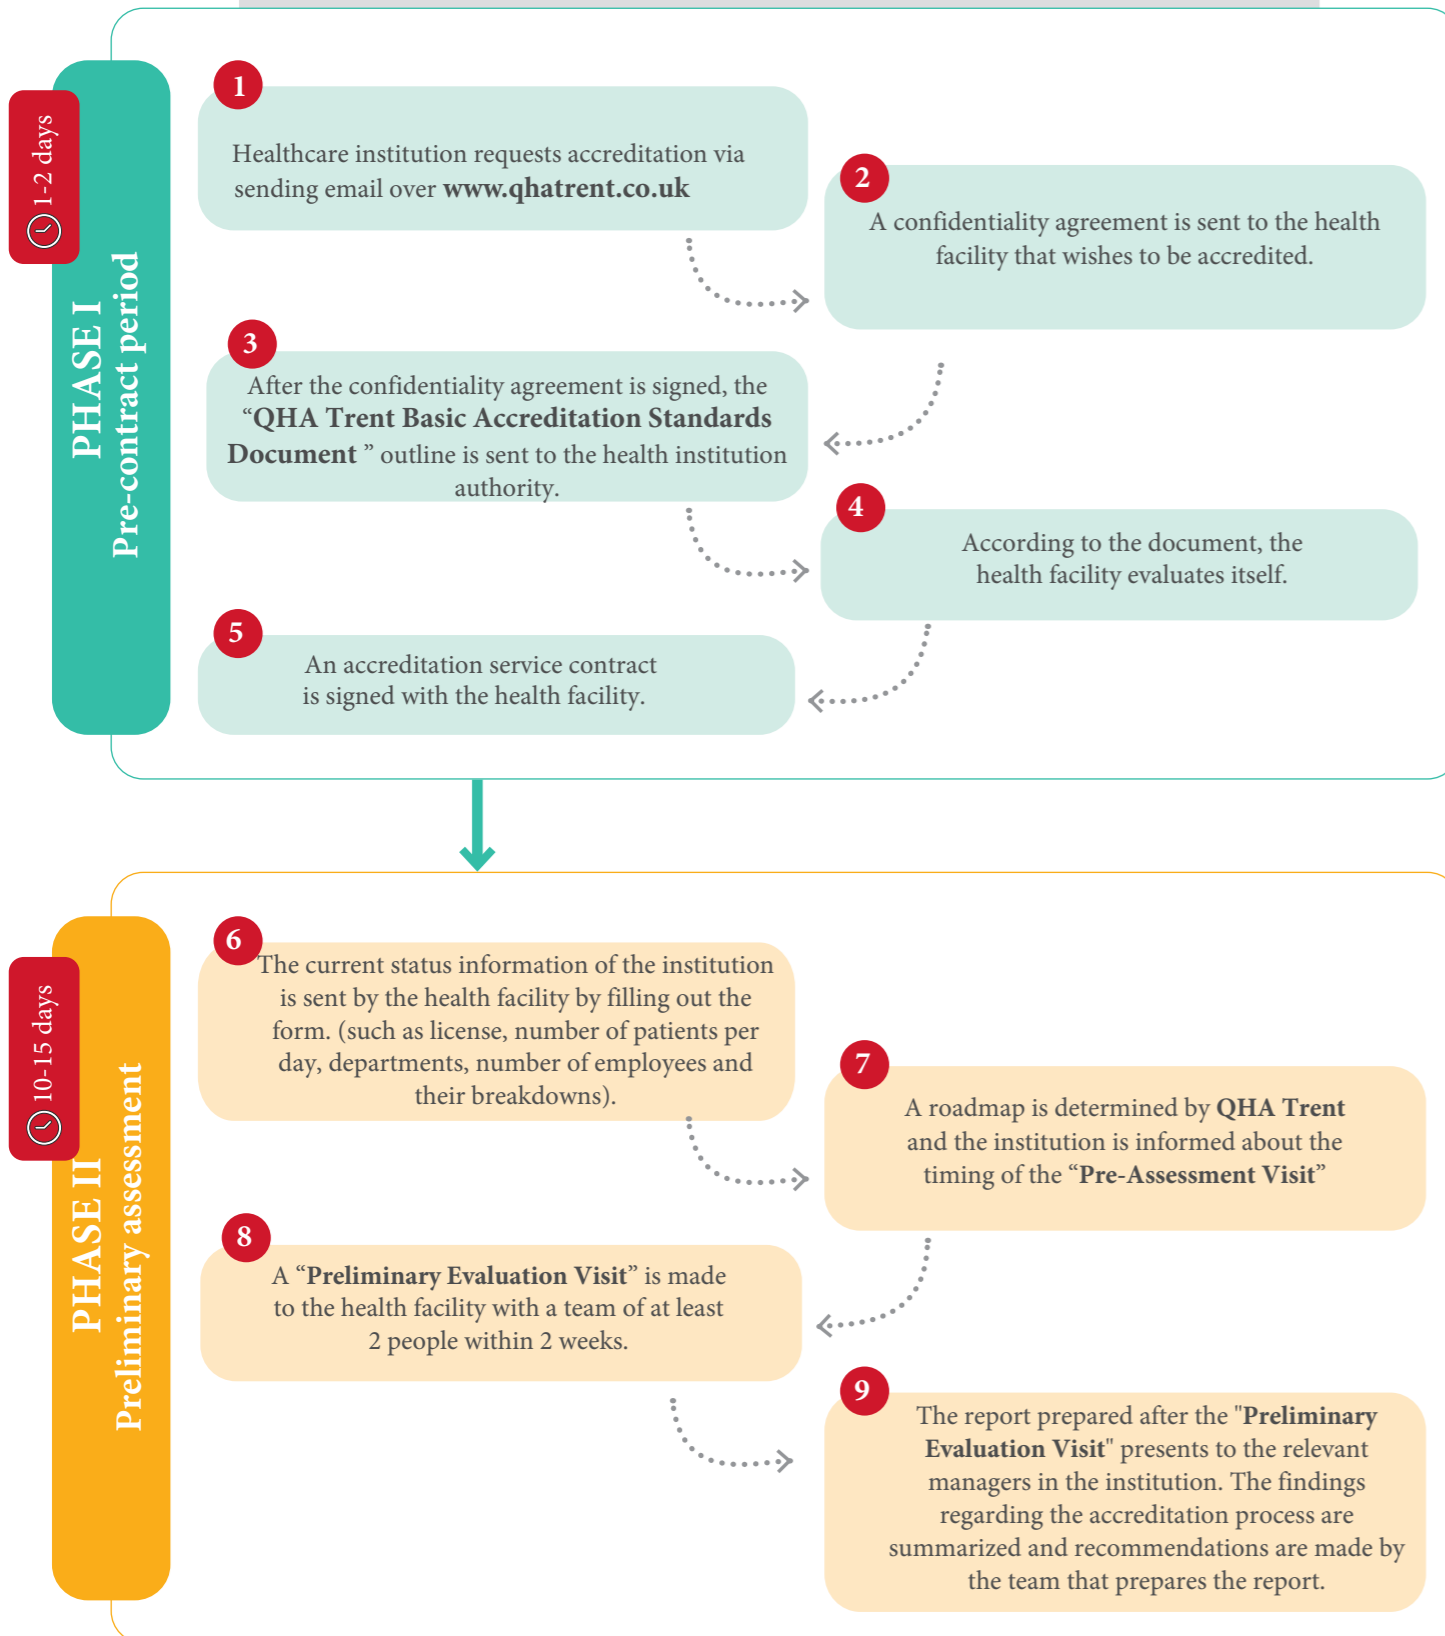 1-2 days
PHASE I
Pre-contract period
1
Healthcare institution requests accreditation via
sending email over www.qhatrent.co.uk
2
A confidentiality agreement is sent to the health
facility that wishes to be accredited.
3
After the confidentiality agreement is signed, the
“QHA Trent Basic Accreditation Standards
Document ” outline is sent to the health institution
authority.
4
According to the document, the
health facility evaluates itself.
5
An accreditation service contract
is signed with the health facility.
10-15 days
PHASE II
Preliminary assessment
6
The current status information of the institution
is sent by the health facility by filling out the
form. (such as license, number of patients per
day, departments, number of employees and
their breakdowns).
7
A roadmap is determined by QHA Trent
and the institution is informed about the
timing of the “Pre-Assessment Visit”
8
A “Preliminary Evaluation Visit” is made
to the health facility with a team of at least
2 people within 2 weeks.
9
The report prepared after the "Preliminary
Evaluation Visit" presents to the relevant
managers in the institution. The findings
regarding the accreditation process are
summarized and recommendations are made by
the team that prepares the report.